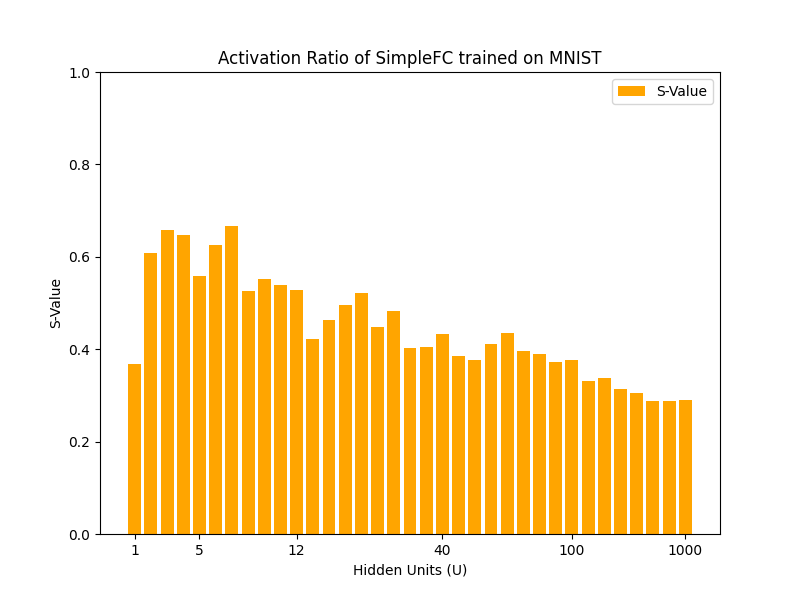 Activation Ratio of SimpleFC trained on MNIST
S-Value
1.0
0.8
0.6
0.4
0.2
0.0
S-Value
1 5 12 40 100 1000
Hidden Units (U)